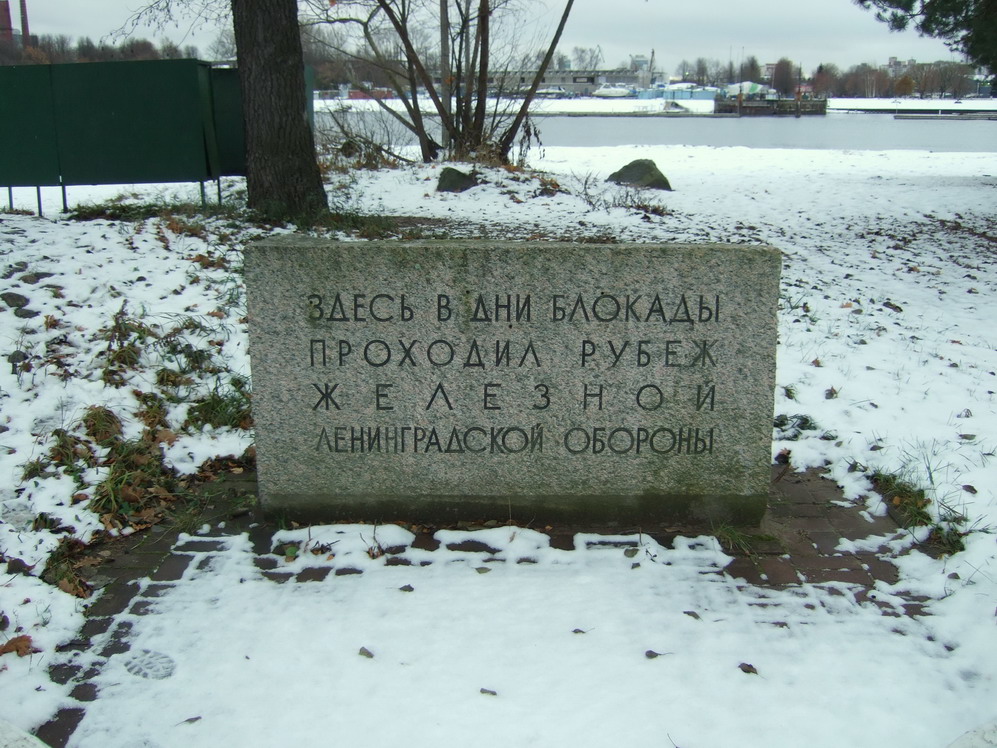 ЗДЕСЬ В ДНИ БЛОКАДЫ
ПРОХОДИЛ РУБЕЖ
ЖЕЛЕЗНОЙ
ЛЕНИНГРАДСКОЙ ОБОРОНЫ